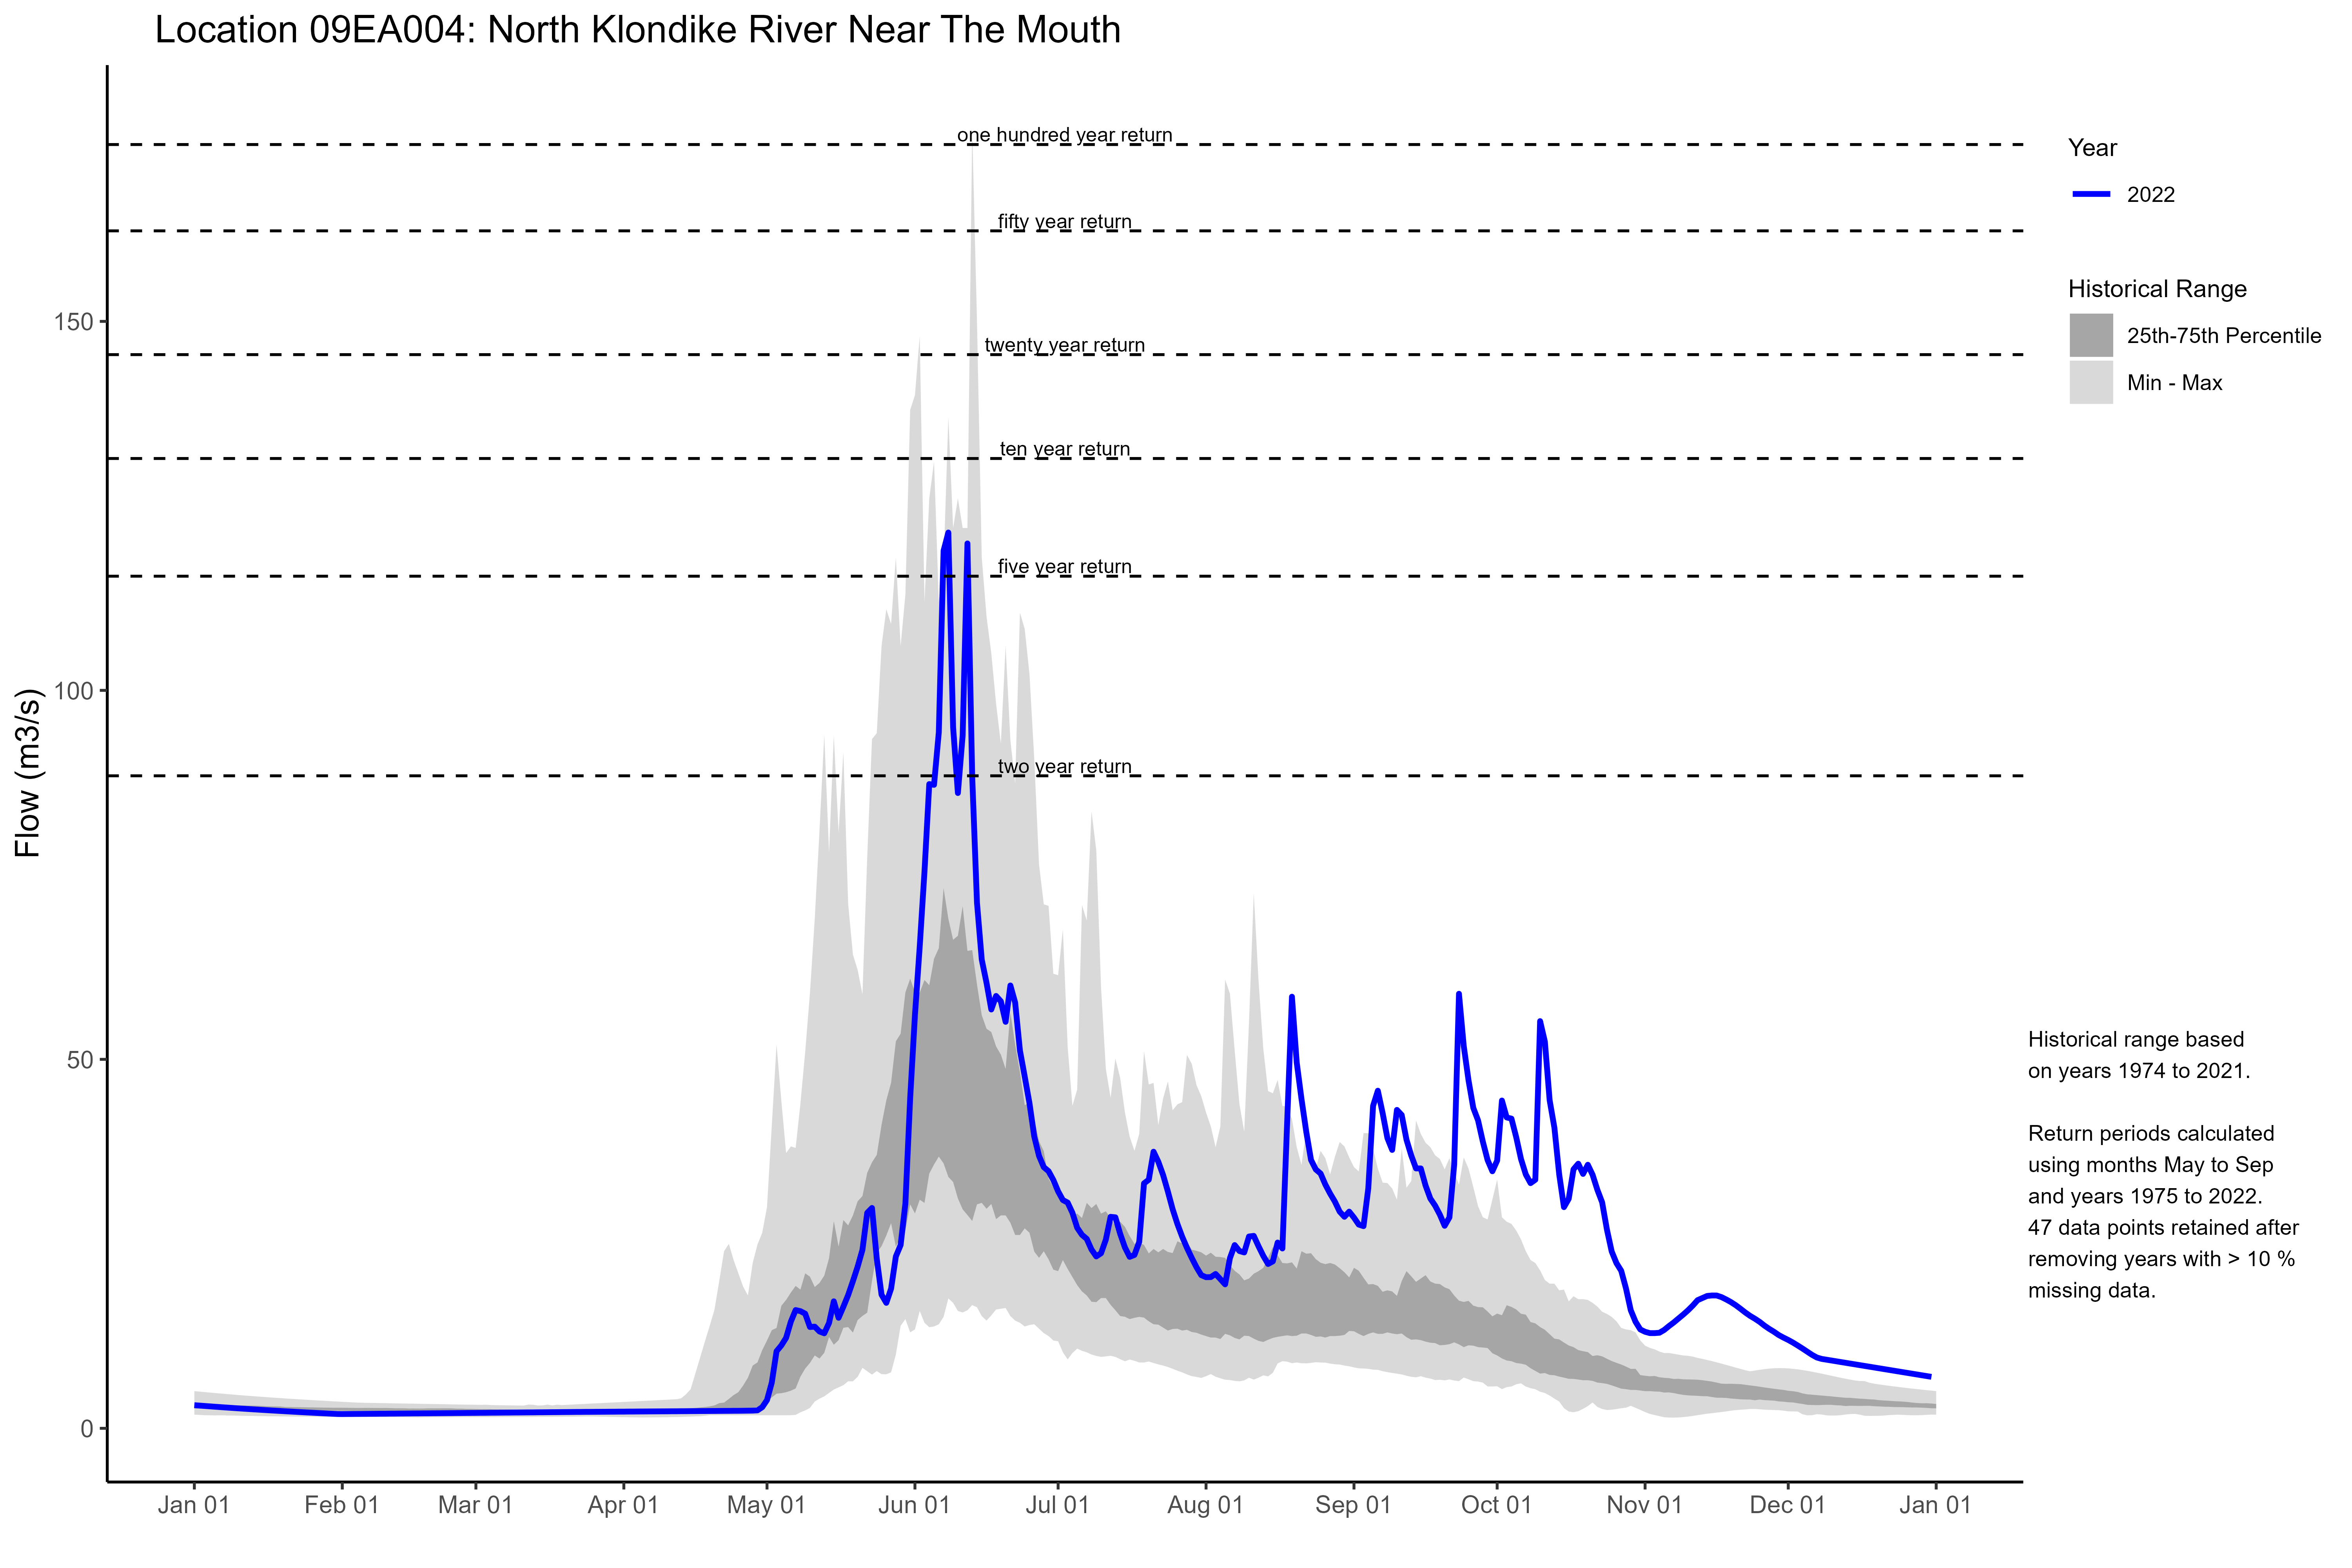 Location 09EA004: North Klondike River Near The Mouth
one hundred year return
fifty year return
twenty year return
ten year return
five year return
two year return
Flow (m3/s)
150
100
50
0
Jan 01
Feb 01
Mar 01
Apr 01
May 01
Jun 01
Jul 01
Aug 01
Sep 01
Oct 01
Nov 01
Dec 01
Jan 01
Year
2022
Historical Range
25th-75th Percentile
Min - Max
Historical range based
on years 1974 to 2021.
Return periods calculated
using months May to Sep
and years 1975 to 2022.
47 data points retained after
removing years with > 10 %
missing data.